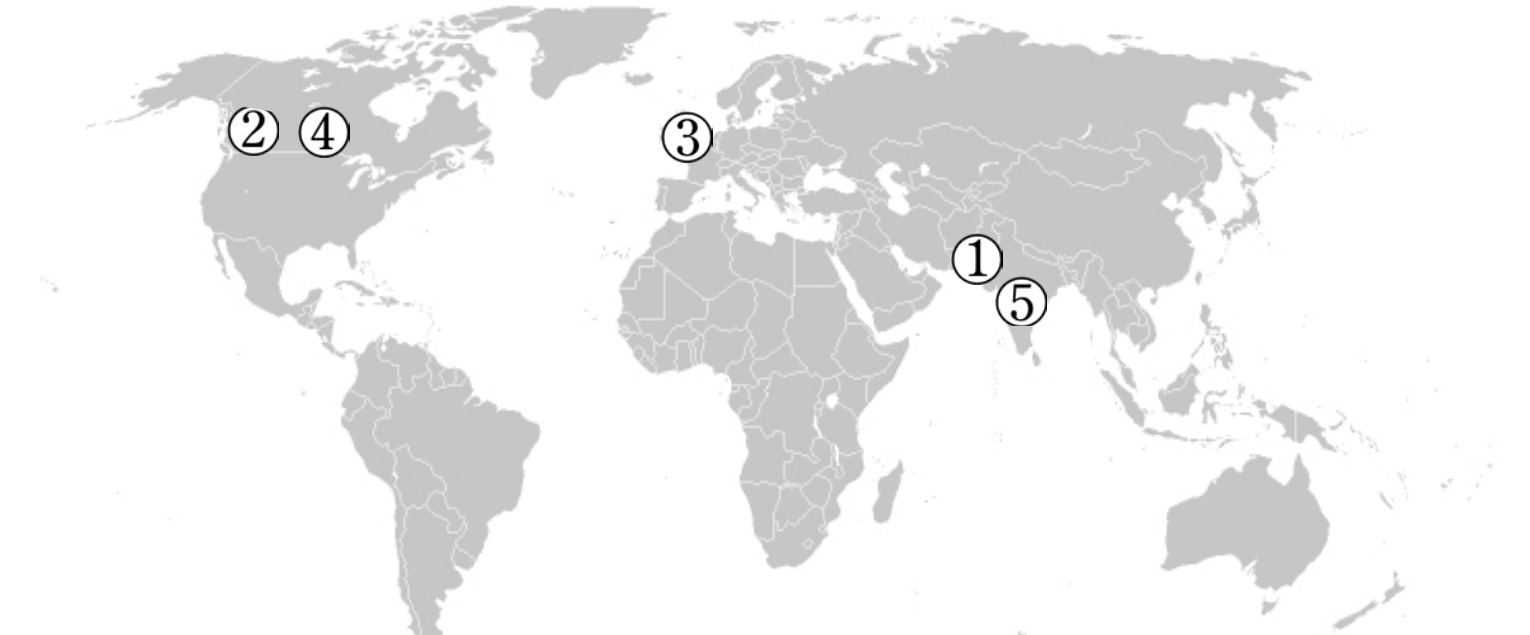 ② ④ ③
①
⑤